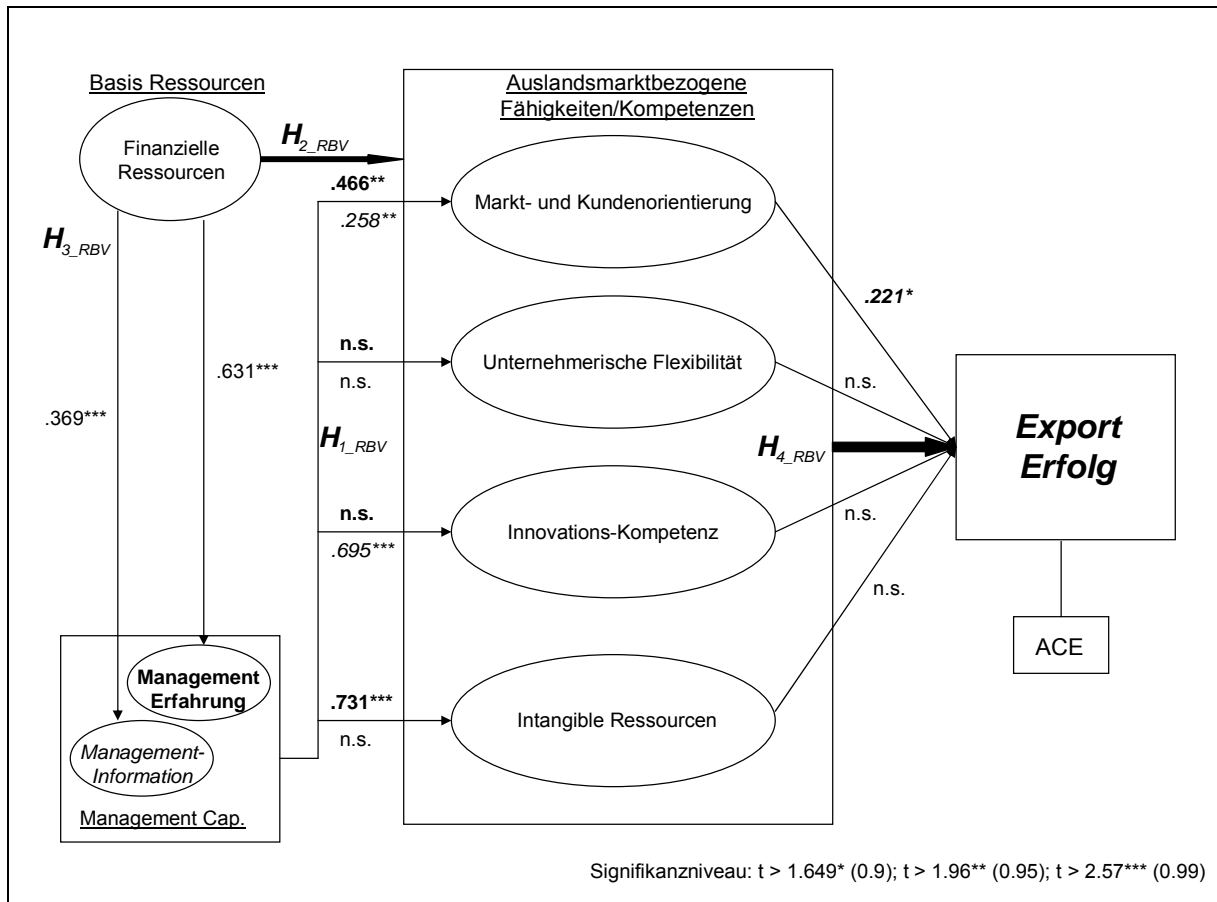 Basis Ressourcen
Finanzielle
Ressourcen
H2_RBV
H3_RBV
.369***
.631***
Management
Erfahrung
Management-
Information
Management Cap.
Auslandsmarktbezogene
Fähigkeiten/Kompetenzen
.466**
.258**
Markt- und Kundenorientierung
n.s.
n.s.
Unternehmerische Flexibilität
H1_RBV
n.s.
.695***
Innovations-Kompetenz
.731***
n.s.
Intangible Ressourcen
.221*
n.s.
H4_RBV
n.s.
n.s.
Export
Erfolg
ACE
Signifikanzniveau: t > 1.649* (0.9); t > 1.96** (0.95); t > 2.57*** (0.99)